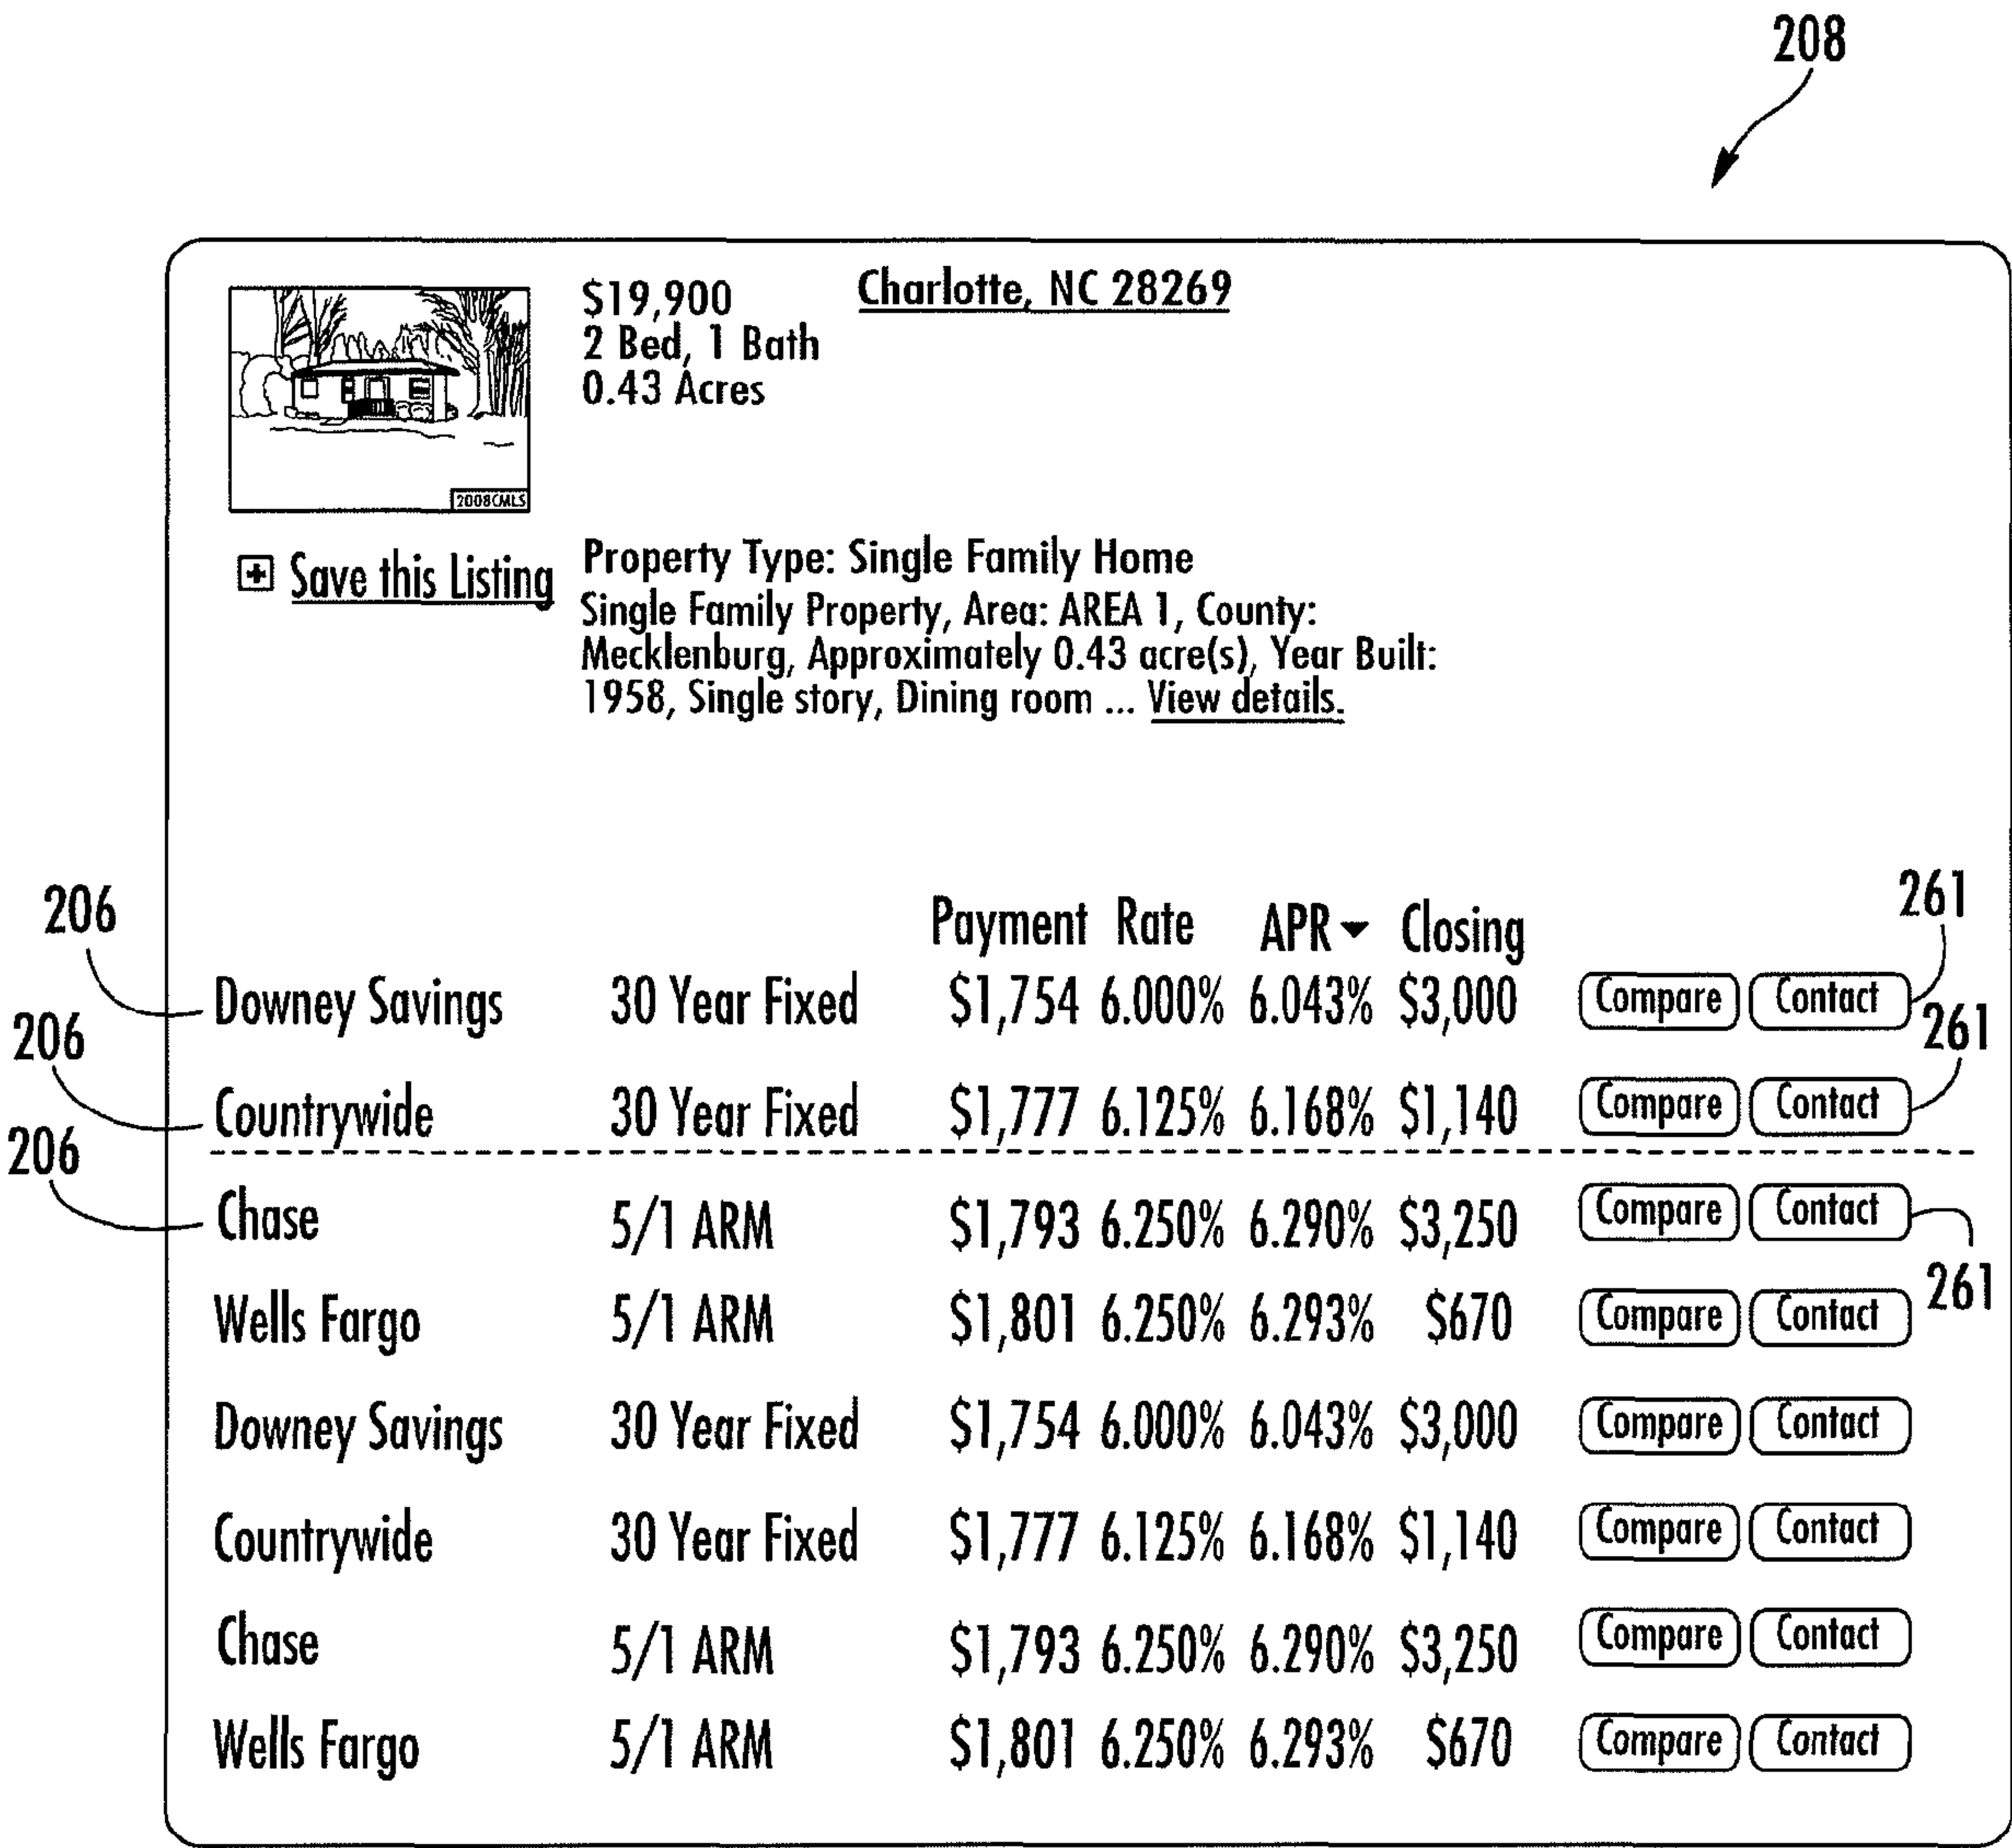 208
$19,900 Charlotte, NC 28269
2 Bed, 1 Bath
0.43 Acres
2008CMLS
Save this Listing
Property Type: Single Family Home
Single Family Property, Area: AREA 1, County:
Mecklenburg, Approximately 0.43 acre(s), Year Built:
1958, Single story, Dining room ... View details.
206 261
Payment Rate APR Closing
Downey Savings 30 Year Fixed $1,754 6.000% 6.043% $3,000 Compare Contact
206 261
Countrywide 30 Year Fixed $1,777 6.125% 6.168% $1,140 Compare Contact
206
Chase 5/1 ARM $1,793 6.250% 6.290% $3,250 Compare Contact
261
Wells Fargo 5/1 ARM $1,801 6.250% 6.293% $670 Compare Contact
Downey Savings 30 Year Fixed $1,754 6.000% 6.043% $3,000 Compare Contact
Countrywide 30 Year Fixed $1,777 6.125% 6.168% $1,140 Compare Contact
Chase 5/1 ARM $1,793 6.250% 6.290% $3,250 Compare Contact
Wells Fargo 5/1 ARM $1,801 6.250% 6.293% $670 Compare Contact